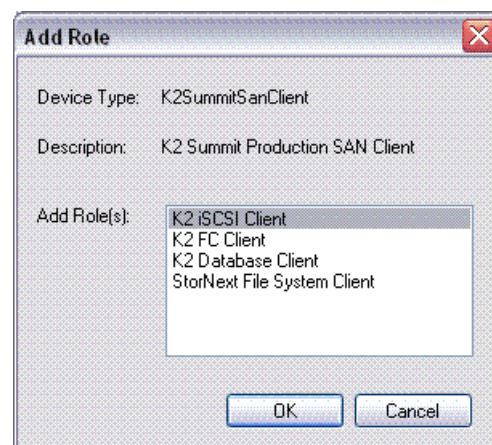 Add Role
Device Type: K2SummitSanClient
Description: K2 Summit Production SAN Client
Add Role(s): K2 iSCSI Client
K2 FC Client
K2 Database Client
StorNext File System Client
OK Cancel